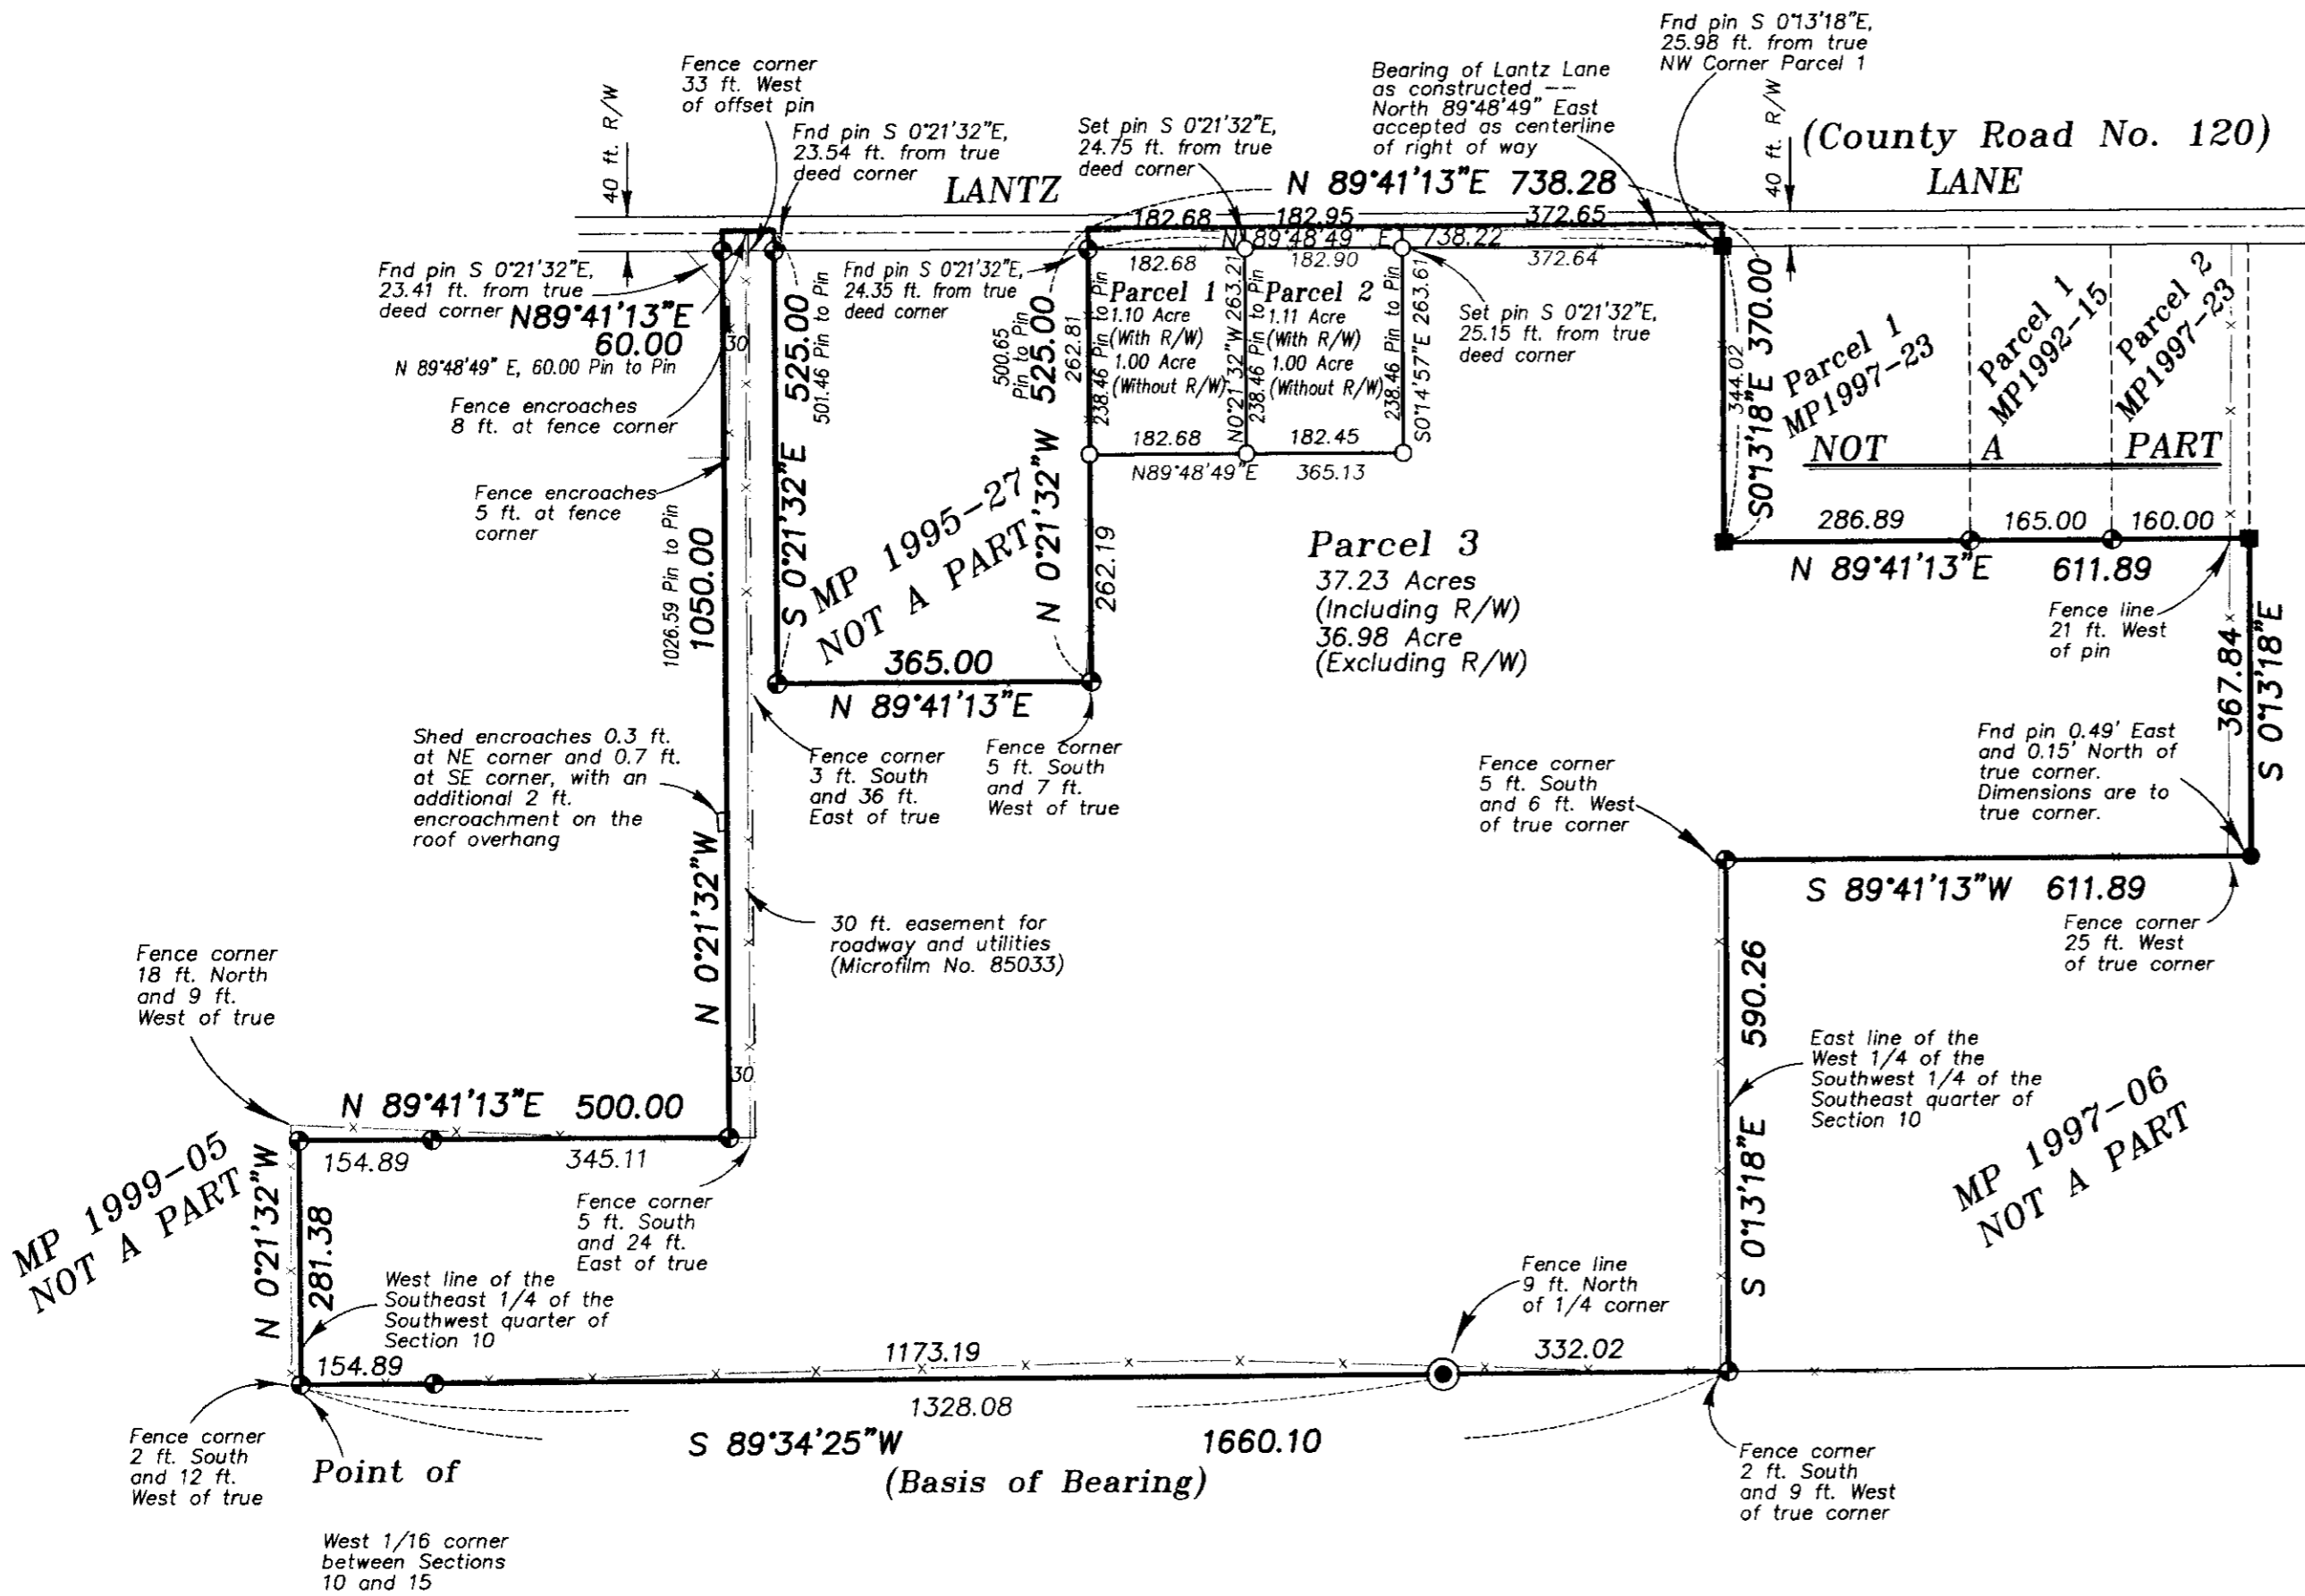 Fnd pin S 0°13'18"E,
25.98 ft. from true
NW Corner Parcel 1
Fence corner
33 ft. West
of offset pin
Bearing of Lantz Lane
as constructed --
North 89°48'49" East
accepted as centerline
of right of way
40 ft. R/W
Fnd pin S 0°21'32"E,
23.54 ft. from true
deed corner
Set pin S 0°21'32"E,
24.75 ft. from true
deed corner
40 ft. R/W
(County Road No. 120)
LANTZ
LANE
N 89°41'13"E 738.28
182.68
182.95
372.65
N 89°48'49" E
738.22
182.68
182.90
372.64
Fnd pin S 0°21'32"E,
23.41 ft. from true
deed corner
N89°41'13"E
60.00
N 89°48'49" E, 60.00 Pin to Pin
30
Fnd pin S 0°21'32"E,
24.35 ft. from true
deed corner
Fence encroaches
8 ft. at fence corner
Fence encroaches
5 ft. at fence
corner
S 0°21'32"E 525.00
501.46 Pin to Pin
500.65
Pin to Pin
N 0°21'32"W 525.00
262.81
238.46 Pin to Pin
Parcel 1
1.10 Acre
(With R/W)
1.00 Acre
(Without R/W)
N0°21'32"W 263.21
238.46 Pin to Pin
Parcel 2
1.11 Acre
(With R/W)
1.00 Acre
(Without R/W)
238.46 Pin to Pin
S0°14'57"E 263.61
Set pin S 0°21'32"E,
25.15 ft. from true
deed corner
182.68
182.45
N89°48'49"E
365.13
262.19
344.02
S0°13'18"E 370.00
Parcel 1
MP1997-23
Parcel 1
MP1992-15
Parcel 2
MP1997-23
NOT A PART
286.89
165.00
160.00
N 89°41'13"E 611.89
1026.59 Pin to Pin
1050.00
N 0°21'32"W
MP 1995-27
NOT A PART
365.00
N 89°41'13"E
Parcel 3
37.23 Acres
(Including R/W)
36.98 Acre
(Excluding R/W)
Fence line
21 ft. West
of pin
367.84
S 0°13'18"E
Shed encroaches 0.3 ft.
at NE corner and 0.7 ft.
at SE corner, with an
additional 2 ft.
encroachment on the
roof overhang
Fence corner
3 ft. South
and 36 ft.
East of true
Fence corner
5 ft. South
and 7 ft.
West of true
Fence corner
5 ft. South
and 6 ft. West
of true corner
Fnd pin 0.49' East
and 0.15' North of
true corner.
Dimensions are to
true corner.
S 89°41'13"W 611.89
Fence corner
25 ft. West
of true corner
30 ft. easement for
roadway and utilities
(Microfilm No. 85033)
Fence corner
18 ft. North
and 9 ft.
West of true
30
N 89°41'13"E 500.00
154.89
345.11
Fence corner
5 ft. South
and 24 ft.
East of true
S 0°13'18"E 590.26
East line of the
West 1/4 of the
Southwest 1/4 of the
Southeast quarter of
Section 10
MP 1997-06
NOT A PART
MP 1999-05
NOT A PART
N 0°21'32"W
281.38
West line of the
Southeast 1/4 of the
Southwest quarter of
Section 10
Fence line
9 ft. North
of 1/4 corner
154.89
1173.19
332.02
1328.08
S 89°34'25"W 1660.10
(Basis of Bearing)
Fence corner
2 ft. South
and 12 ft.
West of true
Point of
West 1/16 corner
between Sections
10 and 15
Fence corner
2 ft. South
and 9 ft. West
of true corner